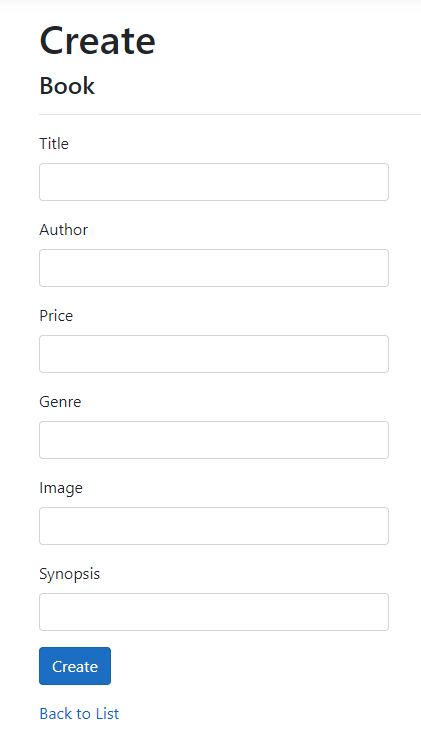 Create
Book
Title
Author
Price
Genre
Image
Synopsis
Create
Back to List